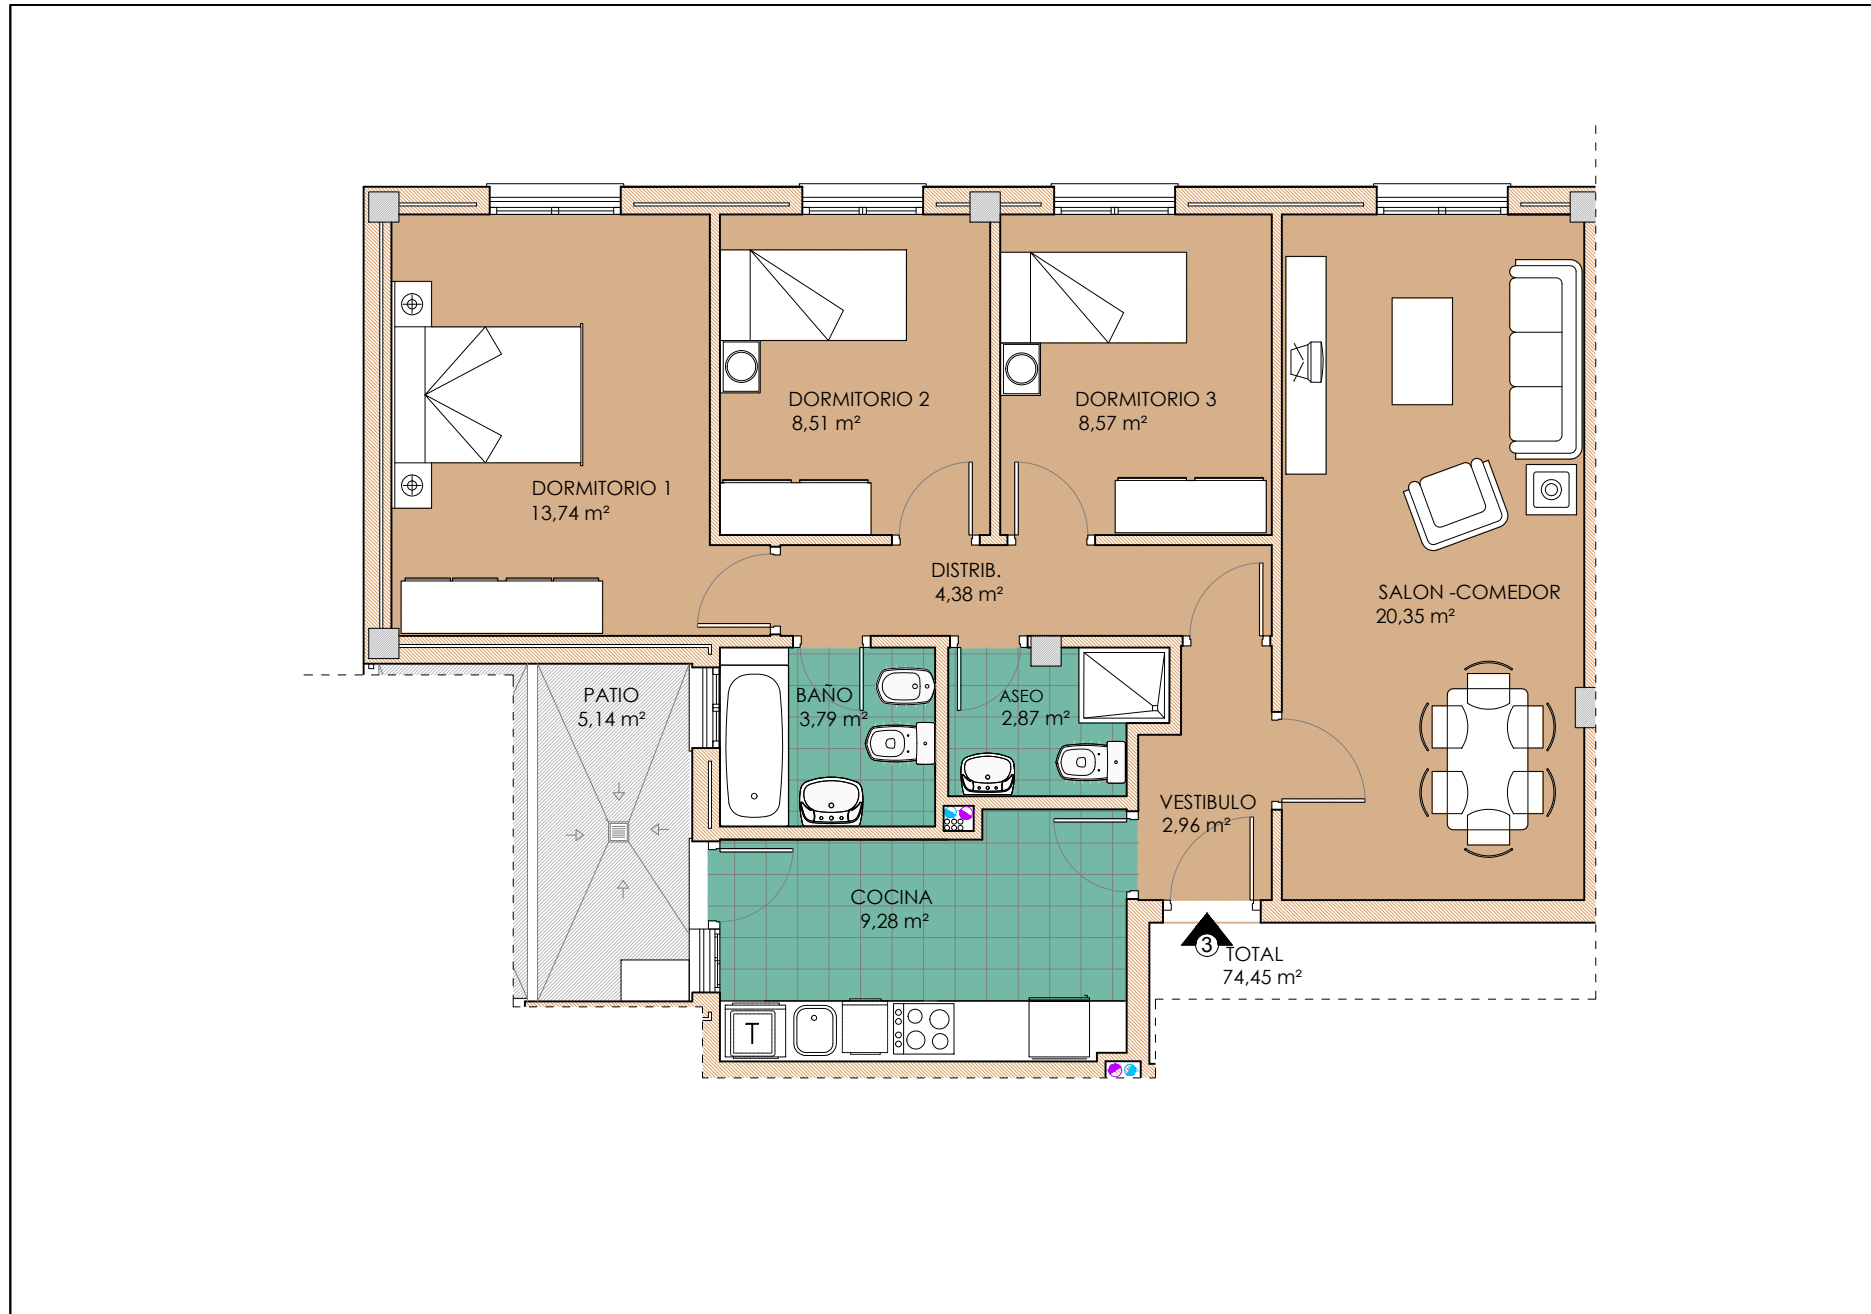 DORMITORIO 2
8,51 m²
DORMITORIO 3
8,57 m²
DORMITORIO 1
13,74 m²
DISTRIB.
4,38 m²
SALON -COMEDOR
20,35 m²
PATIO
5,14 m²
BAÑO
3,79 m²
ASEO
2,87 m²
VESTIBULO
2,96 m²
COCINA
9,28 m²
3
TOTAL
74,45 m²
T